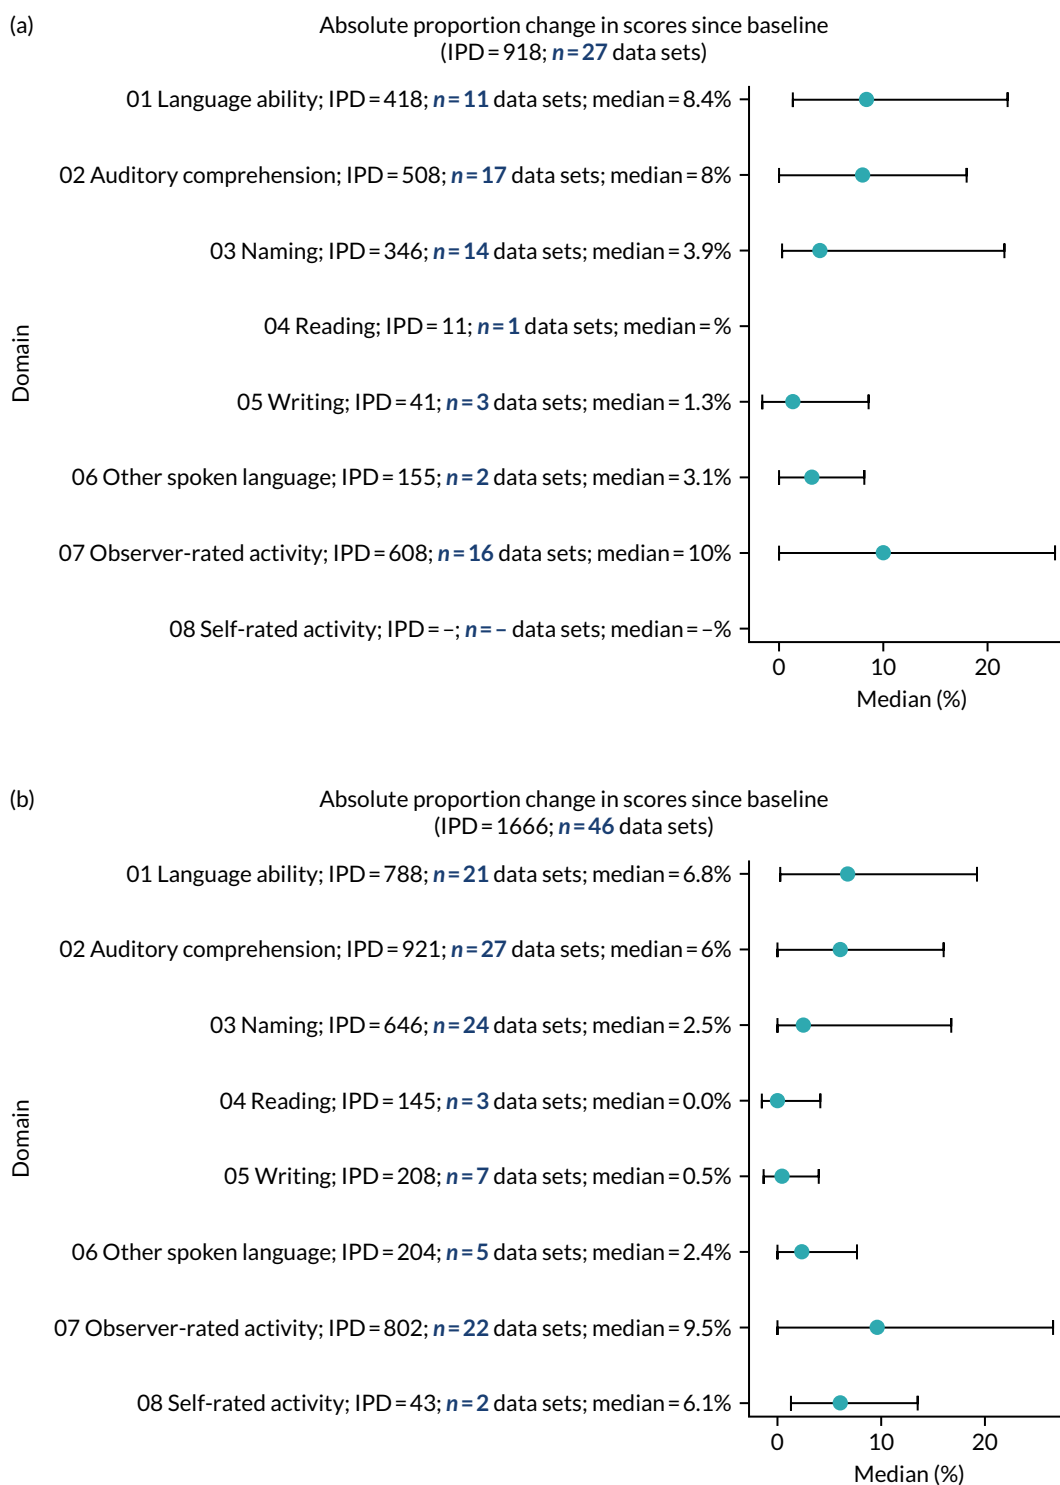 (a)
Absolute proportion change in scores since baseline
(IPD = 918; n = 27 data sets)
01 Language ability; IPD = 418; n = 11 data sets; median = 8.4%
02 Auditory comprehension; IPD = 508; n = 17 data sets; median = 8%
03 Naming; IPD = 346; n = 14 data sets; median = 3.9%
04 Reading; IPD = 11; n = 1 data sets; median = %
05 Writing; IPD = 41; n = 3 data sets; median = 1.3%
06 Other spoken language; IPD = 155; n = 2 data sets; median = 3.1%
07 Observer-rated activity; IPD = 608; n = 16 data sets; median = 10%
08 Self-rated activity; IPD = –; n = – data sets; median = –%
Domain
0 10 20
Median (%)
(b)
Absolute proportion change in scores since baseline
(IPD = 1666; n = 46 data sets)
01 Language ability; IPD = 788; n = 21 data sets; median = 6.8%
02 Auditory comprehension; IPD = 921; n = 27 data sets; median = 6%
03 Naming; IPD = 646; n = 24 data sets; median = 2.5%
04 Reading; IPD = 145; n = 3 data sets; median = 0.0%
05 Writing; IPD = 208; n = 7 data sets; median = 0.5%
06 Other spoken language; IPD = 204; n = 5 data sets; median = 2.4%
07 Observer-rated activity; IPD = 802; n = 22 data sets; median = 9.5%
08 Self-rated activity; IPD = 43; n = 2 data sets; median = 6.1%
Domain
0 10 20
Median (%)